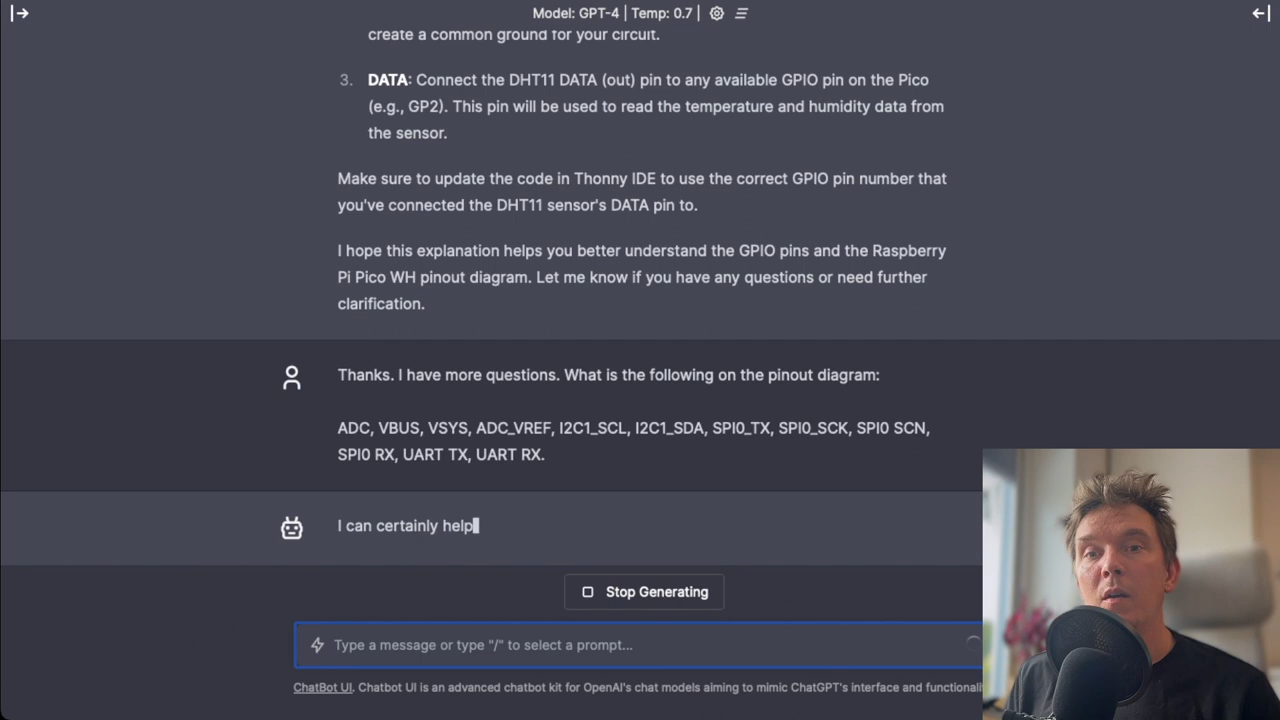 Model: GPT-4 | Temp: 0.7 |
create a common ground for your circuit.
3. DATA: Connect the DHT11 DATA (out) pin to any available GPIO pin on the Pico
(e.g., GP2). This pin will be used to read the temperature and humidity data from
the sensor.
Make sure to update the code in Thonny IDE to use the correct GPIO pin number that
you've connected the DHT11 sensor's DATA pin to.
I hope this explanation helps you better understand the GPIO pins and the Raspberry
Pi Pico WH pinout diagram. Let me know if you have any questions or need further
clarification.
Thanks. I have more questions. What is the following on the pinout diagram:
ADC, VBUS, VSYS, ADC_VREF, I2C1_SCL, I2C1_SDA, SPI0_TX, SPI0_SCK, SPI0 SCN,
SPI0 RX, UART TX, UART RX.
I can certainly help
Stop Generating
Type a message or type "/" to select a prompt...
ChatBot UI. Chatbot UI is an advanced chatbot kit for OpenAI's chat models aiming to mimic ChatGPT's interface and functionali